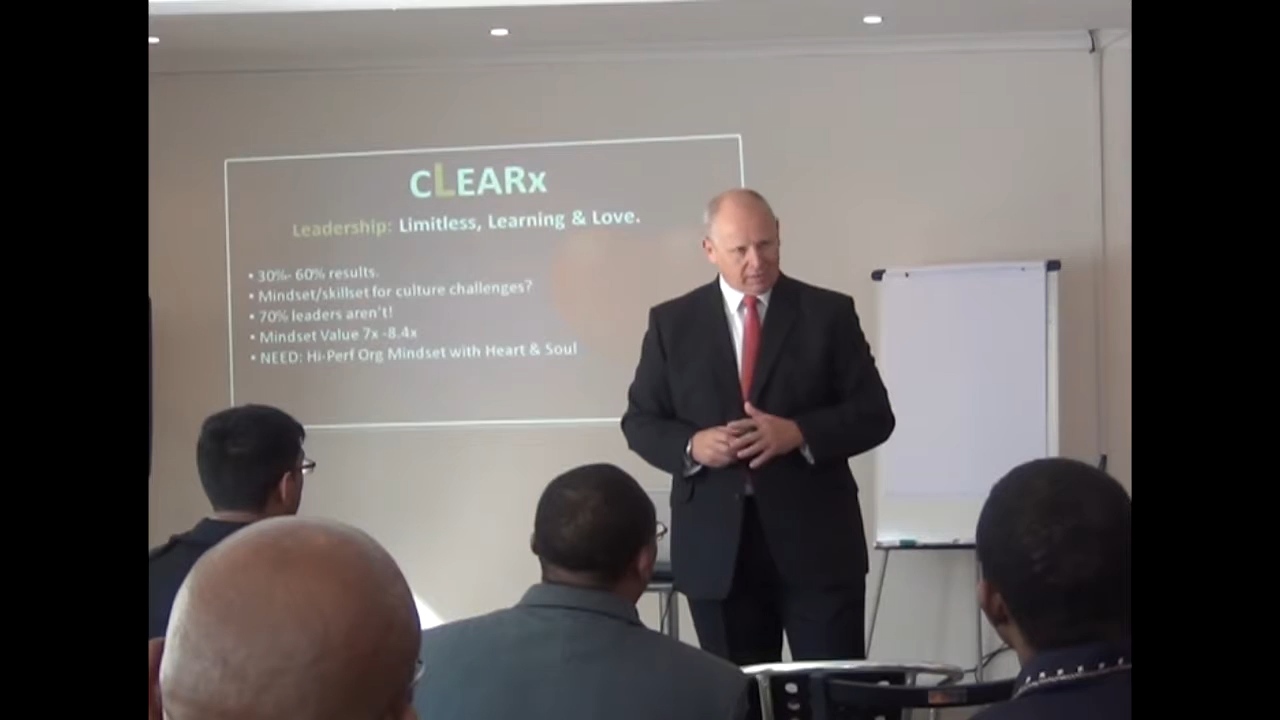 cLEARx
Leadership: Limitless, Learning & Love.
• 30%- 60% results.
• Mindset/skillset for culture challenges?
• 70% leaders aren't!
• Mindset Value 7x -8.4x
• NEED: Hi-Perf Org Mindset with Heart & Soul